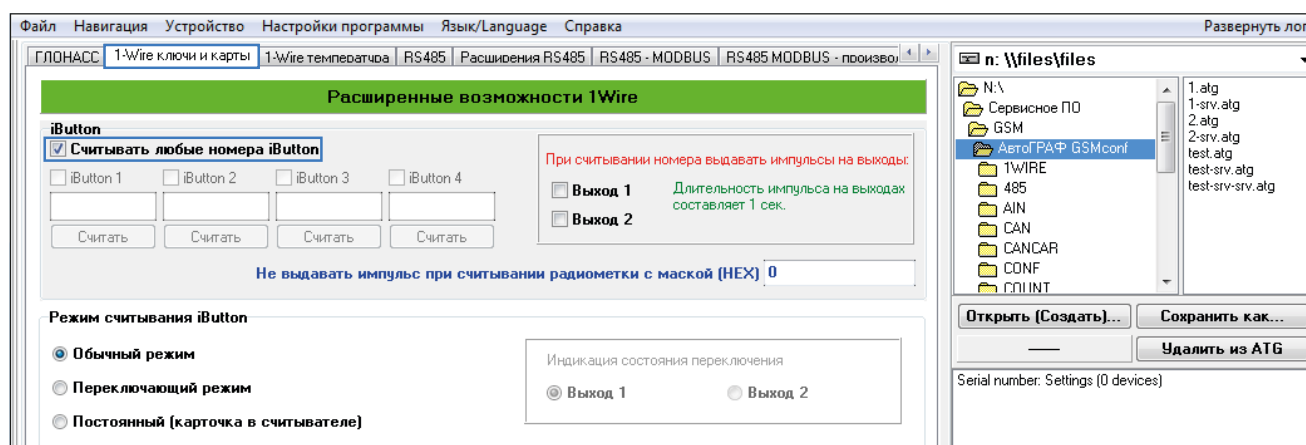 Файл Навигация Устройство Настройки программы Язык/Language Справка Развернуть лог
ГЛОНАСС 1-Wire ключи и карты 1-Wire температура RS485 Расширения RS485 RS485 - MODBUS RS485 MODBUS - произвол
Расширенные возможности 1Wire
iButton
Считывать любые номера iButton
iButton 1 iButton 2 iButton 3 iButton 4
Считать Считать Считать Считать
При считывании номера выдавать импульсы на выходы:
Выход 1
Выход 2
Длительность импульса на выходах
составляет 1 сек.
Не выдавать импульс при считывании радиометки с маской (HEX) 0
Режим считывания iButton
Обычный режим
Переключающий режим
Постоянный (карточка в считывателе)
Индикация состояния переключения
Выход 1 Выход 2
n: \\files\files
N:\
Сервисное ПО
GSM
АвтоГРАФ GSMconf
1WIRE
485
AIN
CAN
CANCAR
CONF
COUNT
1.atg
1-srv.atg
2.atg
2-srv.atg
test.atg
test-srv.atg
test-srv-srv.atg
Открыть (Создать)... Сохранить как...
Удалить из ATG
Serial number: Settings (0 devices)